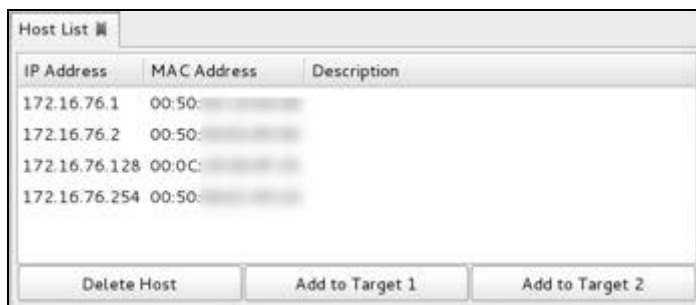 Host List
IP Address MAC Address Description
172.16.76.1 00:50:
172.16.76.2 00:50:
172.16.76.128 00:0C:
172.16.76.254 00:50:
Delete Host Add to Target 1 Add to Target 2